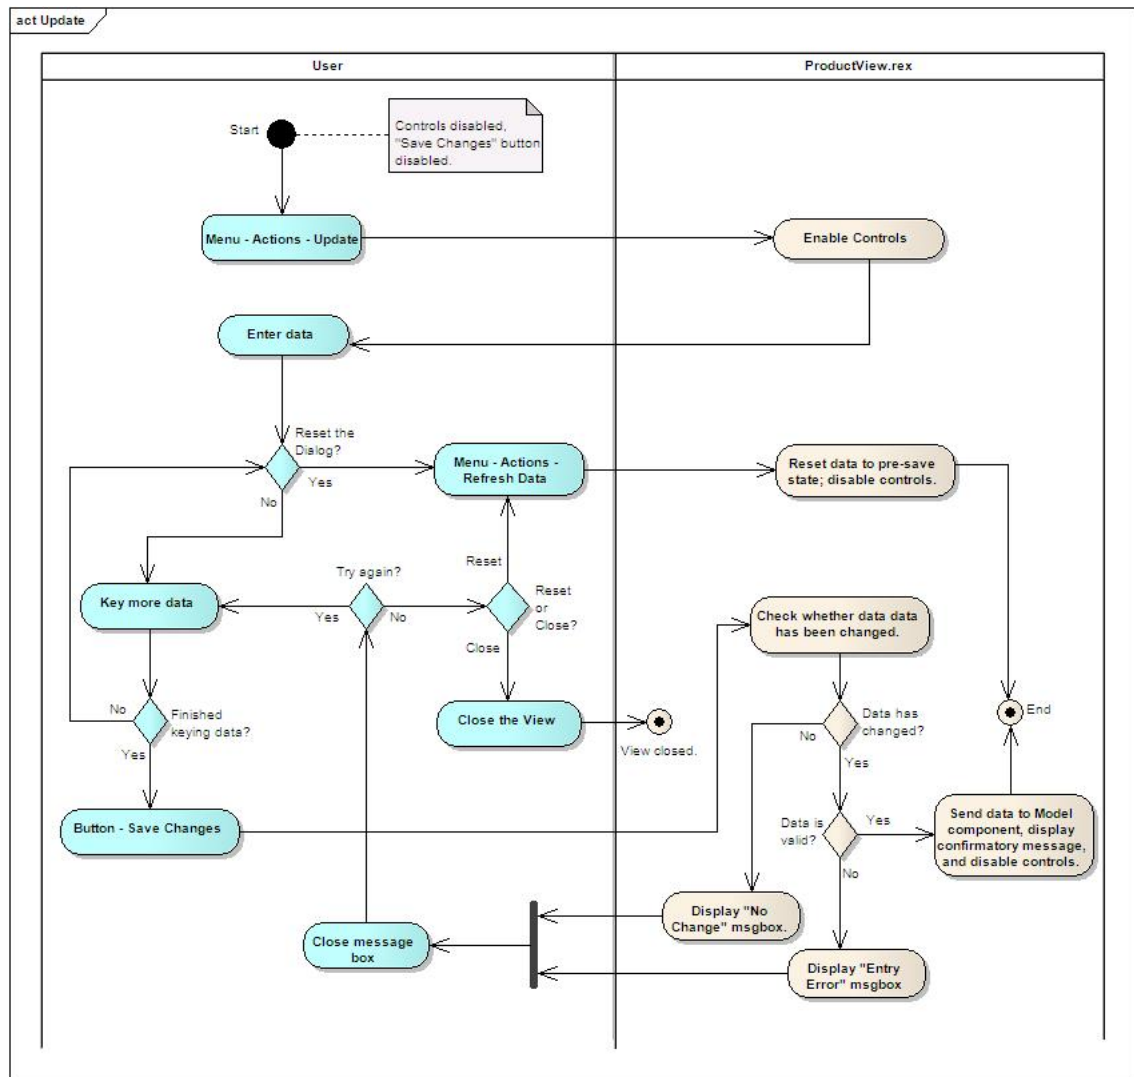 act Update
User
ProductView.rex
Start
Controls disabled,
"Save Changes" button
disabled.
Menu - Actions - Update
Enable Controls
Enter data
Reset the
Dialog?
Yes
No
Menu - Actions -
Refresh Data
Reset data to pre-save
state; disable controls.
Reset
Try again?
Key more data
Yes
No
Reset
or
Close?
Close
Check whether data data
has been changed.
No
Finished
keying data?
Yes
Close the View
View closed.
Data has
changed?
No
Yes
End
Button - Save Changes
Data is
valid?
Yes
No
Send data to Model
component, display
confirmatory message,
and disable controls.
Display "No
Change" msgbox.
Close message
box
Display "Entry
Error" msgbox